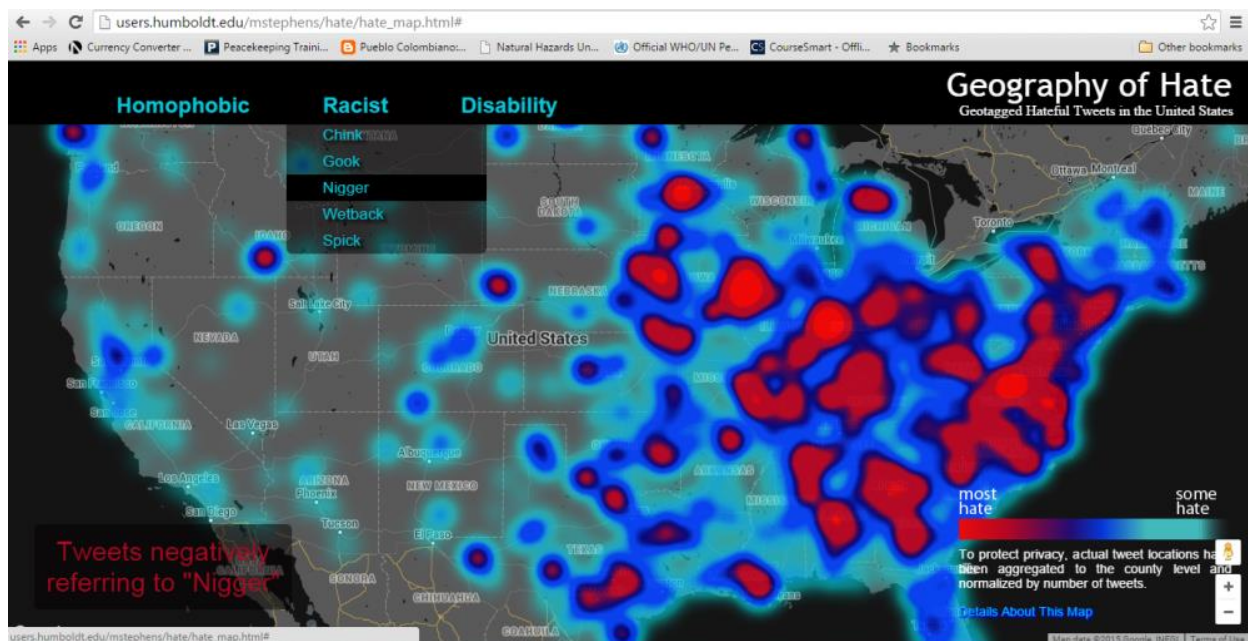 users.humboldt.edu/mstephens/hate/hate_map.html#
Apps Currency Converter ... Peacekeeping Traini... Pueblo Colombiano:... Natural Hazards Un... Official WHO/UN Pe... CourseSmart - Offli... Bookmarks Other bookmarks
Homophobic Racist Disability
Geography of Hate
Geotagged Hateful Tweets in the United States
Chink
Gook
Nigger
Wetback
Spick
Quebec City
Ottawa Montreal
MAINE
OREGON
IDAHO
SOUTH
DAKOTA
WISCONSIN
Toronto
MICHIGAN
Milwaukee
Salt Lake City
NEBRASKA
NEVADA
United States
UTAH
COLORADO
San Francisco
San Jose
CALIFORNIA
Las Vegas
Albuquerque
Los Angeles
ARIZONA
Phoenix
NEW MEXICO
ARKANSAS
San Diego
Tucson
El Paso
TEXAS
SONORA
CHIHUAHUA
COAHUILA
most
hate
some
hate
Tweets negatively
referring to "Nigger"
To protect privacy, actual tweet locations
been aggregated to the county level and
normalized by number of tweets.
Details About This Map
users.humboldt.edu/mstephens/hate/hate_map.html#
Map data ©2015 Google, INEGI Terms of Use